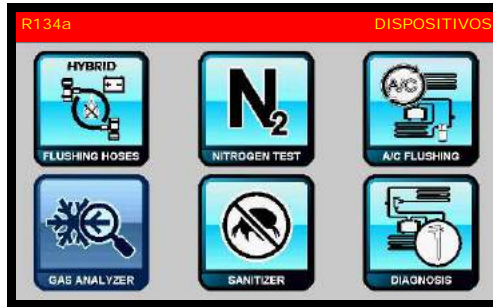 R134a DISPOSITIVOS
HYBRID
FLUSHING HOSES
N2
NITROGEN TEST
A/C
A/C FLUSHING
GAS ANALYZER
SANITIZER
DIAGNOSIS